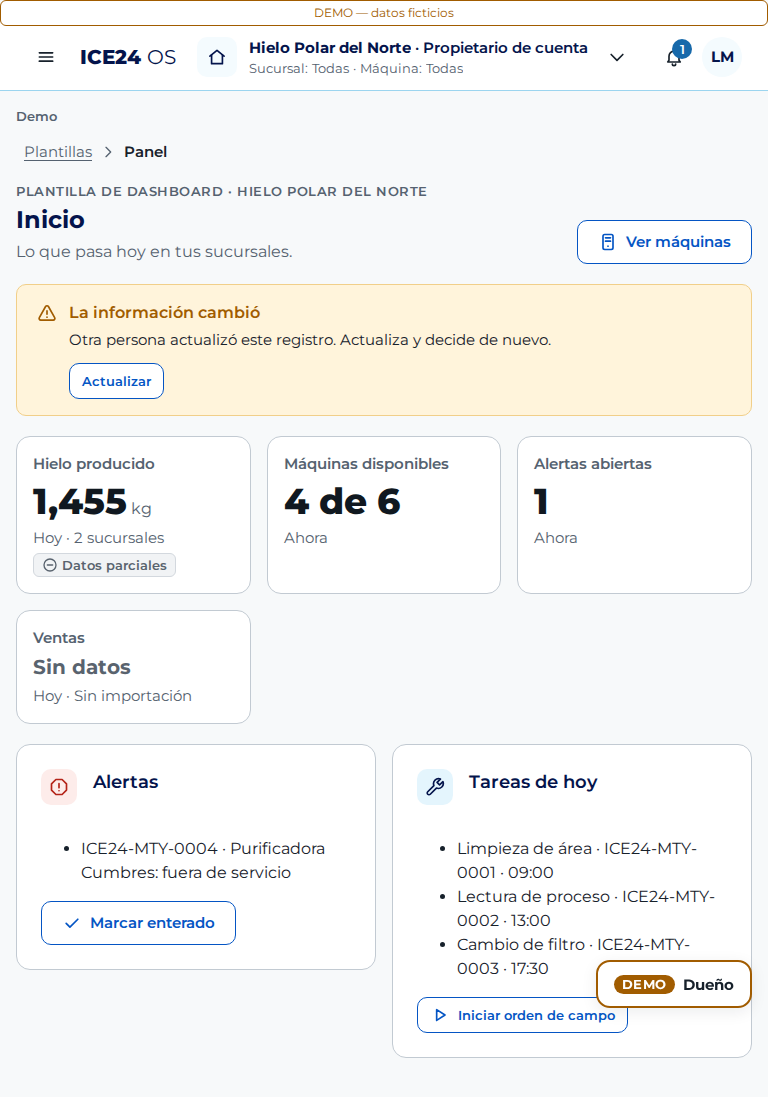 DEMO — datos ficticios
ICE24 OS
Hielo Polar del Norte · Propietario de cuenta
Sucursal: Todas · Máquina: Todas
1
LM
Demo
Plantillas > Panel
PLANTILLA DE DASHBOARD · HIELO POLAR DEL NORTE
Inicio
Lo que pasa hoy en tus sucursales.
Ver máquinas
La información cambió
Otra persona actualizó este registro. Actualiza y decide de nuevo.
Actualizar
Hielo producido
1,455 kg
Hoy · 2 sucursales
Datos parciales
Máquinas disponibles
4 de 6
Ahora
Alertas abiertas
1
Ahora
Ventas
Sin datos
Hoy · Sin importación
Alertas
• ICE24-MTY-0004 · Purificadora
Cumbres: fuera de servicio
Marcar enterado
Tareas de hoy
• Limpieza de área · ICE24-MTY-
0001 · 09:00
• Lectura de proceso · ICE24-MTY-
0002 · 13:00
• Cambio de filtro · ICE24-MTY-
0003 · 17:30
Iniciar orden de campo
DEMO Dueño